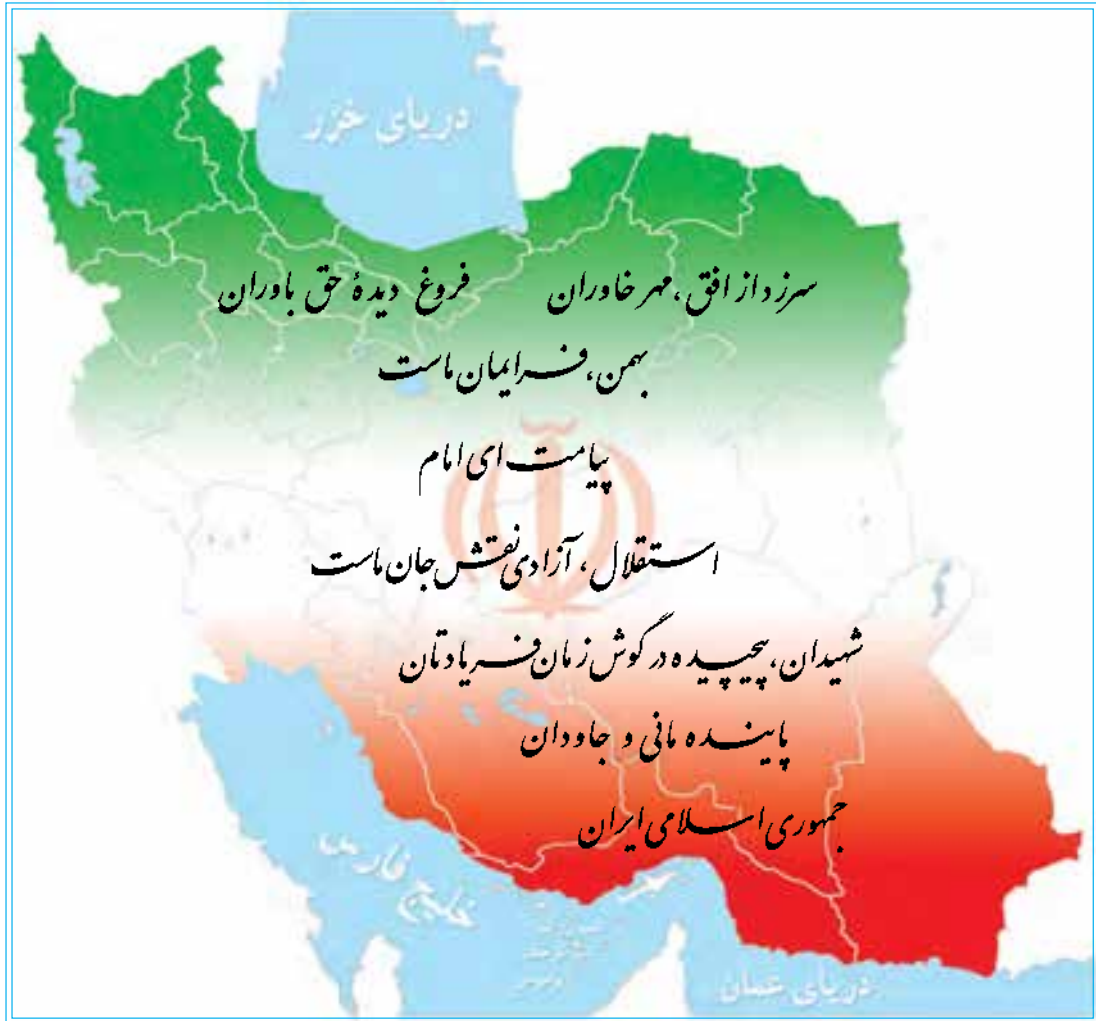 دریای خزر
سرزد از افق، مهر خاوران فروغ دیدهٔ حق باوران
بهمن، فر ایمان ماست
پیامت ای امام
استقلال، آزادی نقش جان ماست
شهیدان، پیچیده در گوش زمان فریادتان
پاینده مانی و جاودان
جمهوری اسلامی ایران
خلیج فارس
دریای عمان